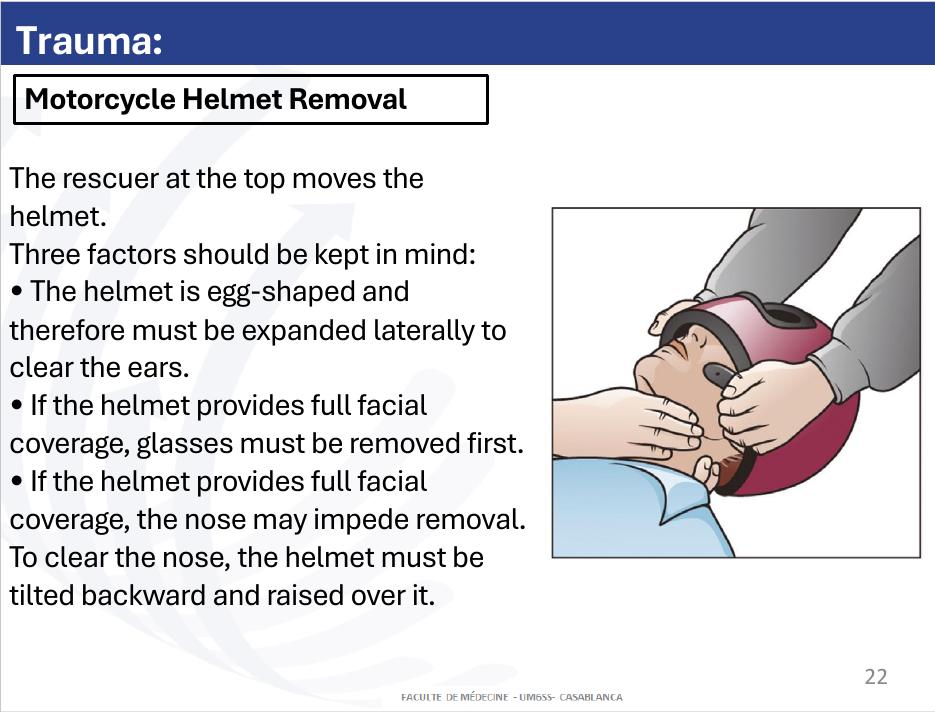 Trauma:
Motorcycle Helmet Removal
The rescuer at the top moves the
helmet.
Three factors should be kept in mind:
• The helmet is egg-shaped and
therefore must be expanded laterally to
clear the ears.
• If the helmet provides full facial
coverage, glasses must be removed first.
• If the helmet provides full facial
coverage, the nose may impede removal.
To clear the nose, the helmet must be
tilted backward and raised over it.
22
FACULTE DE MÉDECINE - UM6SS- CASABLANCA